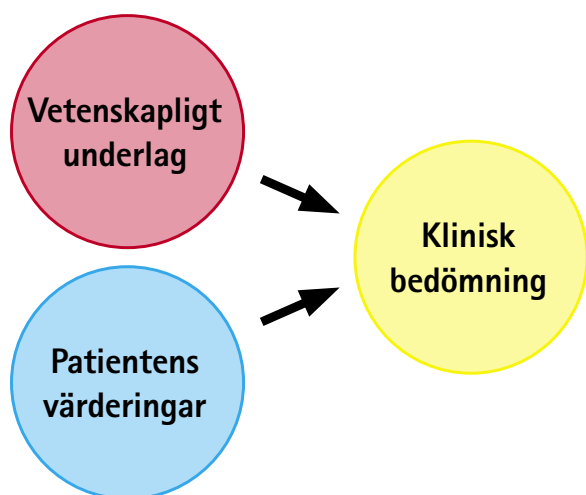 Vetenskapligt
underlag
Klinisk
bedömning
Patientens
värderingar